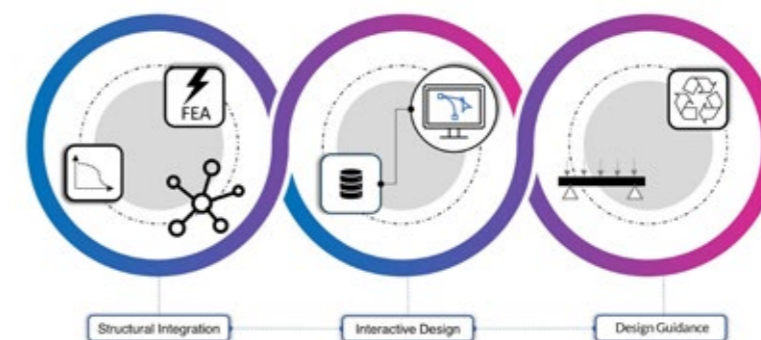 FEA
Structural Integration
Interactive Design
Design Guidance